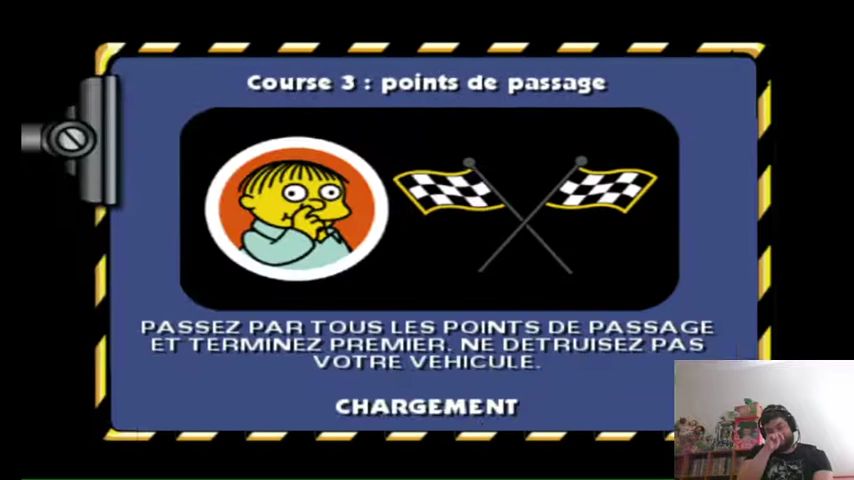 Course 3 : points de passage
PASSEZ PAR TOUS LES POINTS DE PASSAGE
ET TERMINEZ PREMIER. NE DETRUISEZ PAS
VOTRE VEHICULE.
CHARGEMENT